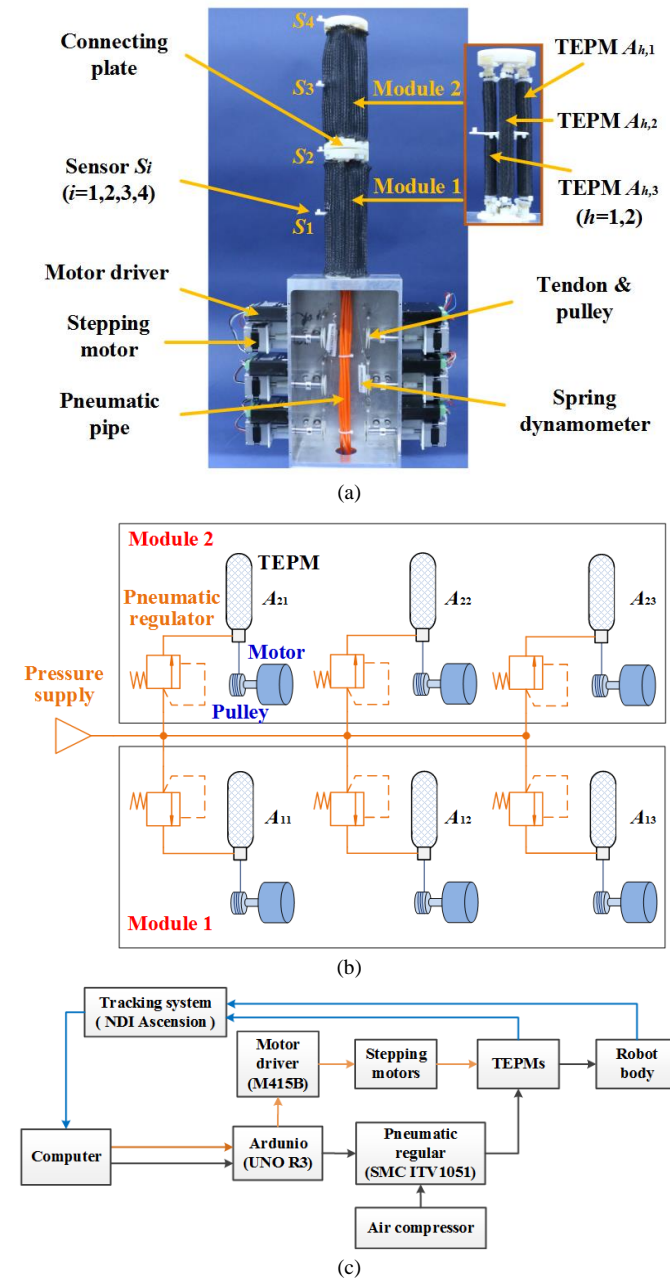 Connecting
plate
S4
S3
Module 2
S2
Sensor Si
(i=1,2,3,4)
Module 1
S1
TEPM Ah,1
TEPM Ah,2
TEPM Ah,3
(h=1,2)
Motor driver
Stepping
motor
Pneumatic
pipe
Tendon &
pulley
Spring
dynamometer
(a)
Module 2
TEPM
Pneumatic
regulator
A21
A22
A23
Motor
Pressure
supply
Pulley
A11
A12
A13
Module 1
(b)
Tracking system
( NDI Ascension )
Motor
driver
(M415B)
Stepping
motors
TEPMs
Robot
body
Computer
Ardunio
(UNO R3)
Pneumatic
regular
(SMC ITV1051)
Air compressor
(c)